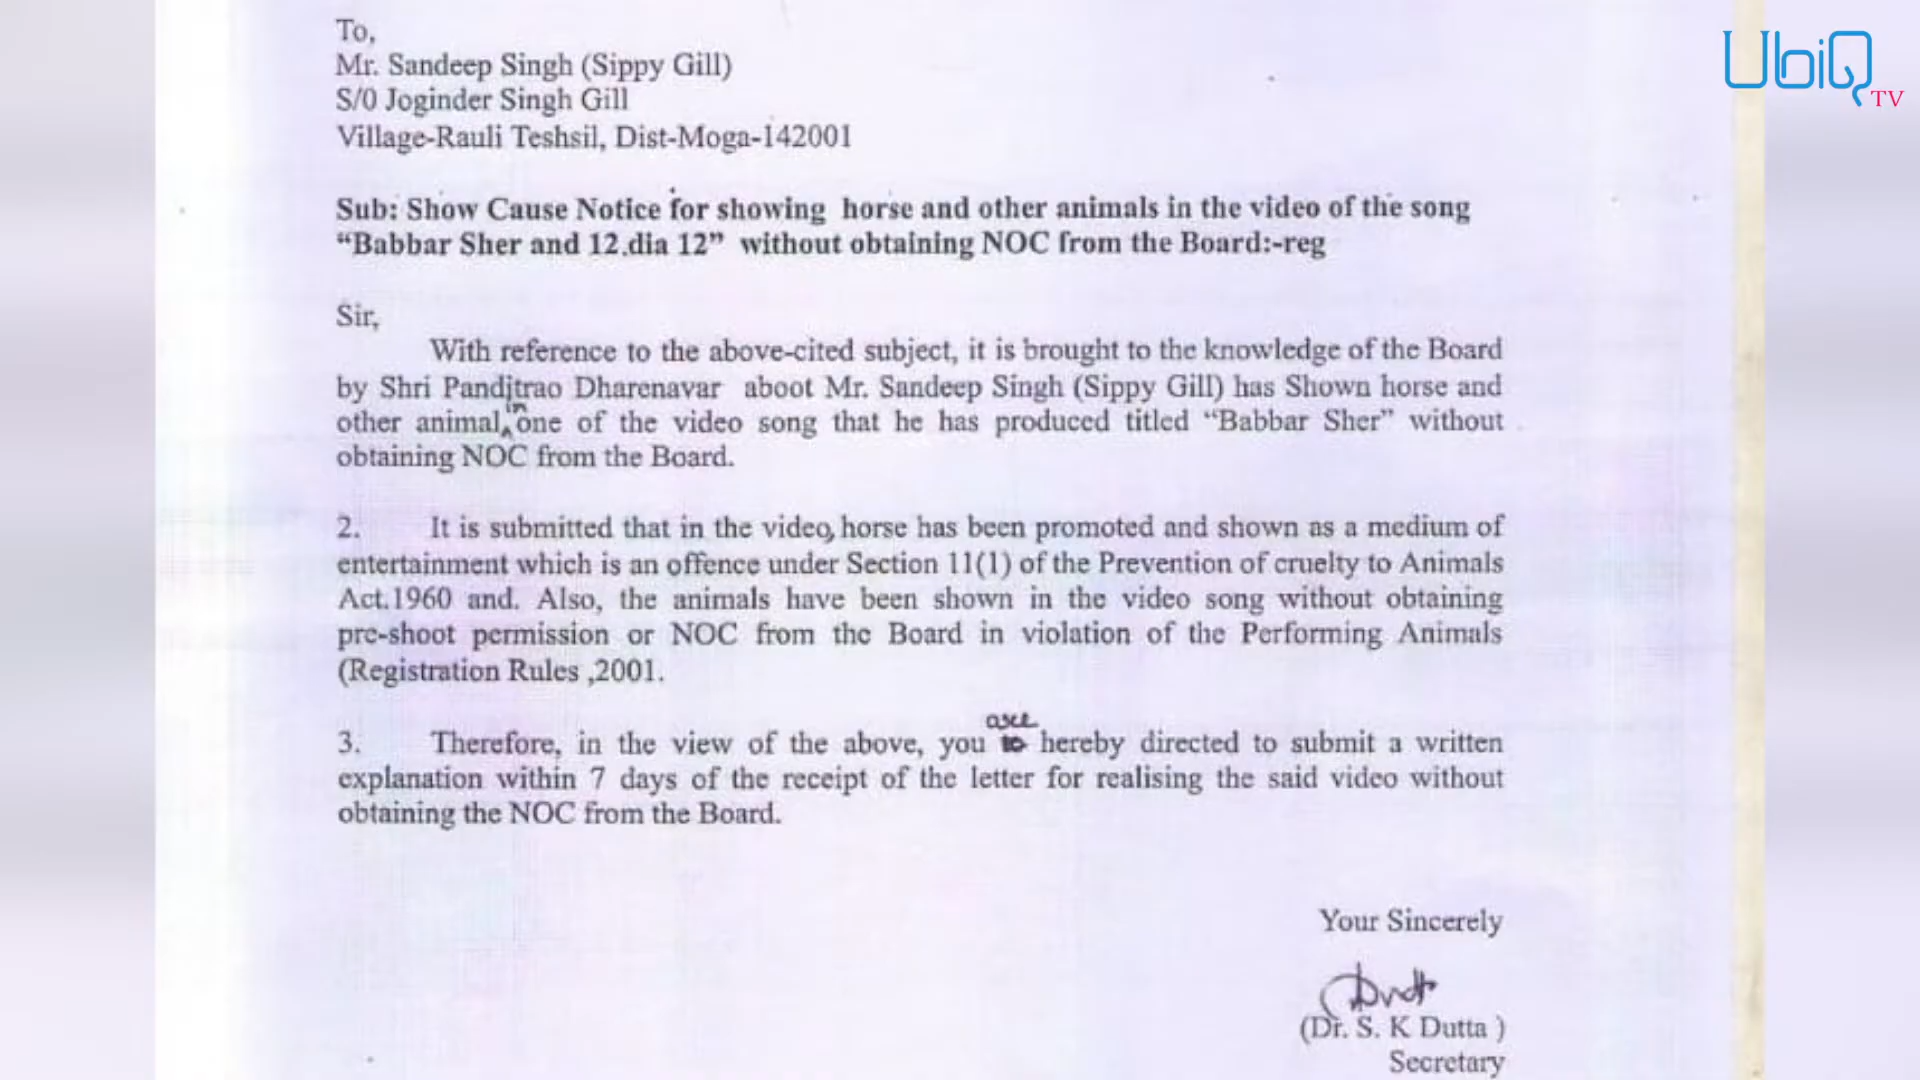 UbiQ TV
To,
Mr. Sandeep Singh (Sippy Gill)
S/0 Joginder Singh Gill
Village-Rauli Teshsil, Dist-Moga-142001
Sub: Show Cause Notice for showing horse and other animals in the video of the song
“Babbar Sher and 12.dia 12” without obtaining NOC from the Board:-reg
Sir,
With reference to the above-cited subject, it is brought to the knowledge of the Board
by Shri Panditrao Dharenavar aboot Mr. Sandeep Singh (Sippy Gill) has Shown horse and
other animal, in one of the video song that he has produced titled “Babbar Sher” without
obtaining NOC from the Board.
2. It is submitted that in the video, horse has been promoted and shown as a medium of
entertainment which is an offence under Section 11(1) of the Prevention of cruelty to Animals
Act.1960 and. Also, the animals have been shown in the video song without obtaining
pre-shoot permission or NOC from the Board in violation of the Performing Animals
(Registration Rules ,2001.
3. Therefore, in the view of the above, you are hereby directed to submit a written
explanation within 7 days of the receipt of the letter for realising the said video without
obtaining the NOC from the Board.
Your Sincerely
Dutt
(Dr. S. K Dutta )
Secretary